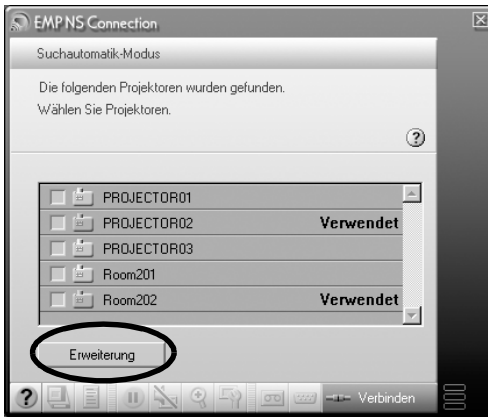 EMP NS Connection
Suchautomatik-Modus
Die folgenden Projektoren wurden gefunden.
Wählen Sie Projektoren.
PROJECTOR01
PROJECTOR02 Verwendet
PROJECTOR03
Room201
Room202 Verwendet
Erweiterung
Verbinden